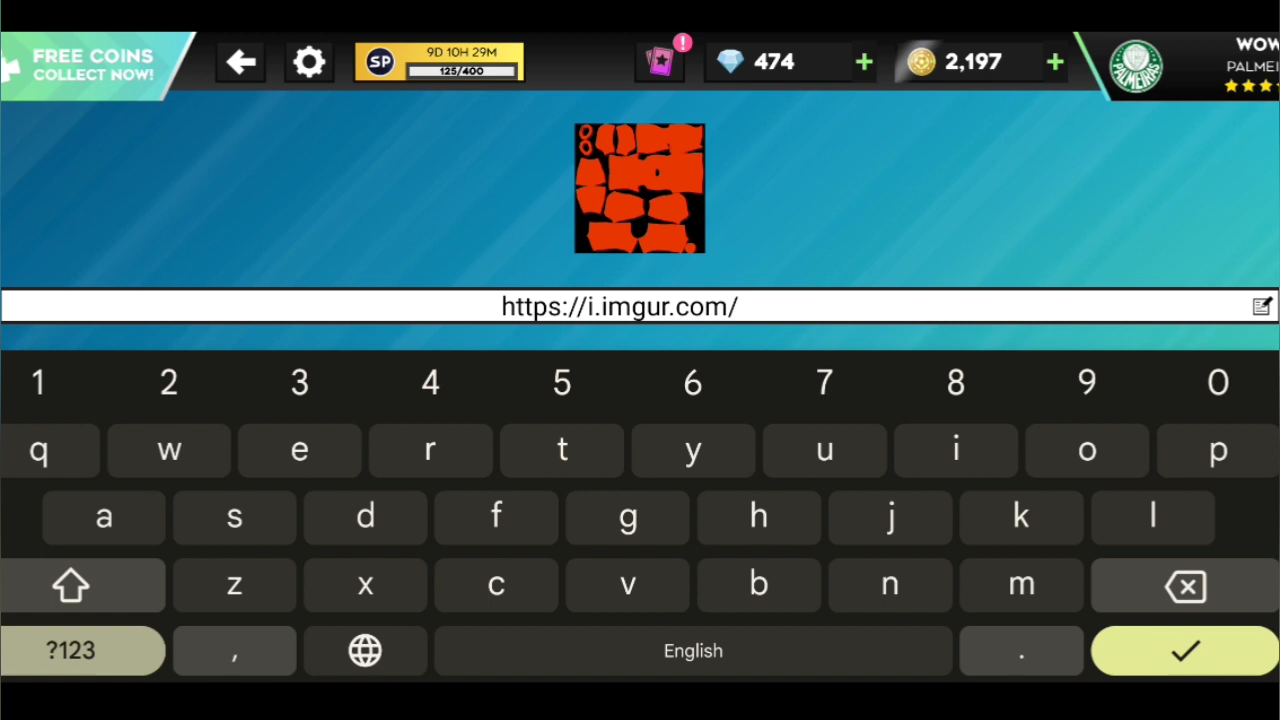 FREE COINS
COLLECT NOW!
SP
9D 10H 29M
125/400
!
474
+
2,197
+
PALMEIRAS
WOW
PALMEI
8
https://i.imgur.com/
1 2 3 4 5 6 7 8 9 0
q w e r t y u i o p
a s d f g h j k l
z x c v b n m
?123 , English .